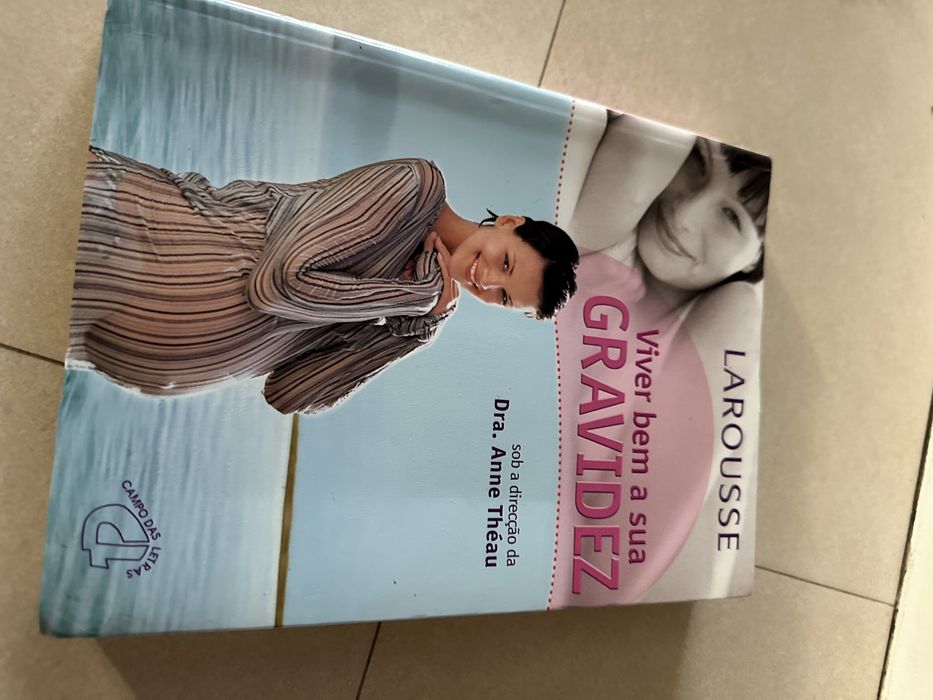 LAROUSSE
Viver bem a sua
GRAVIDEZ
sob a direcção da
Dra. Anne Théau
CAMPO DAS LETRAS